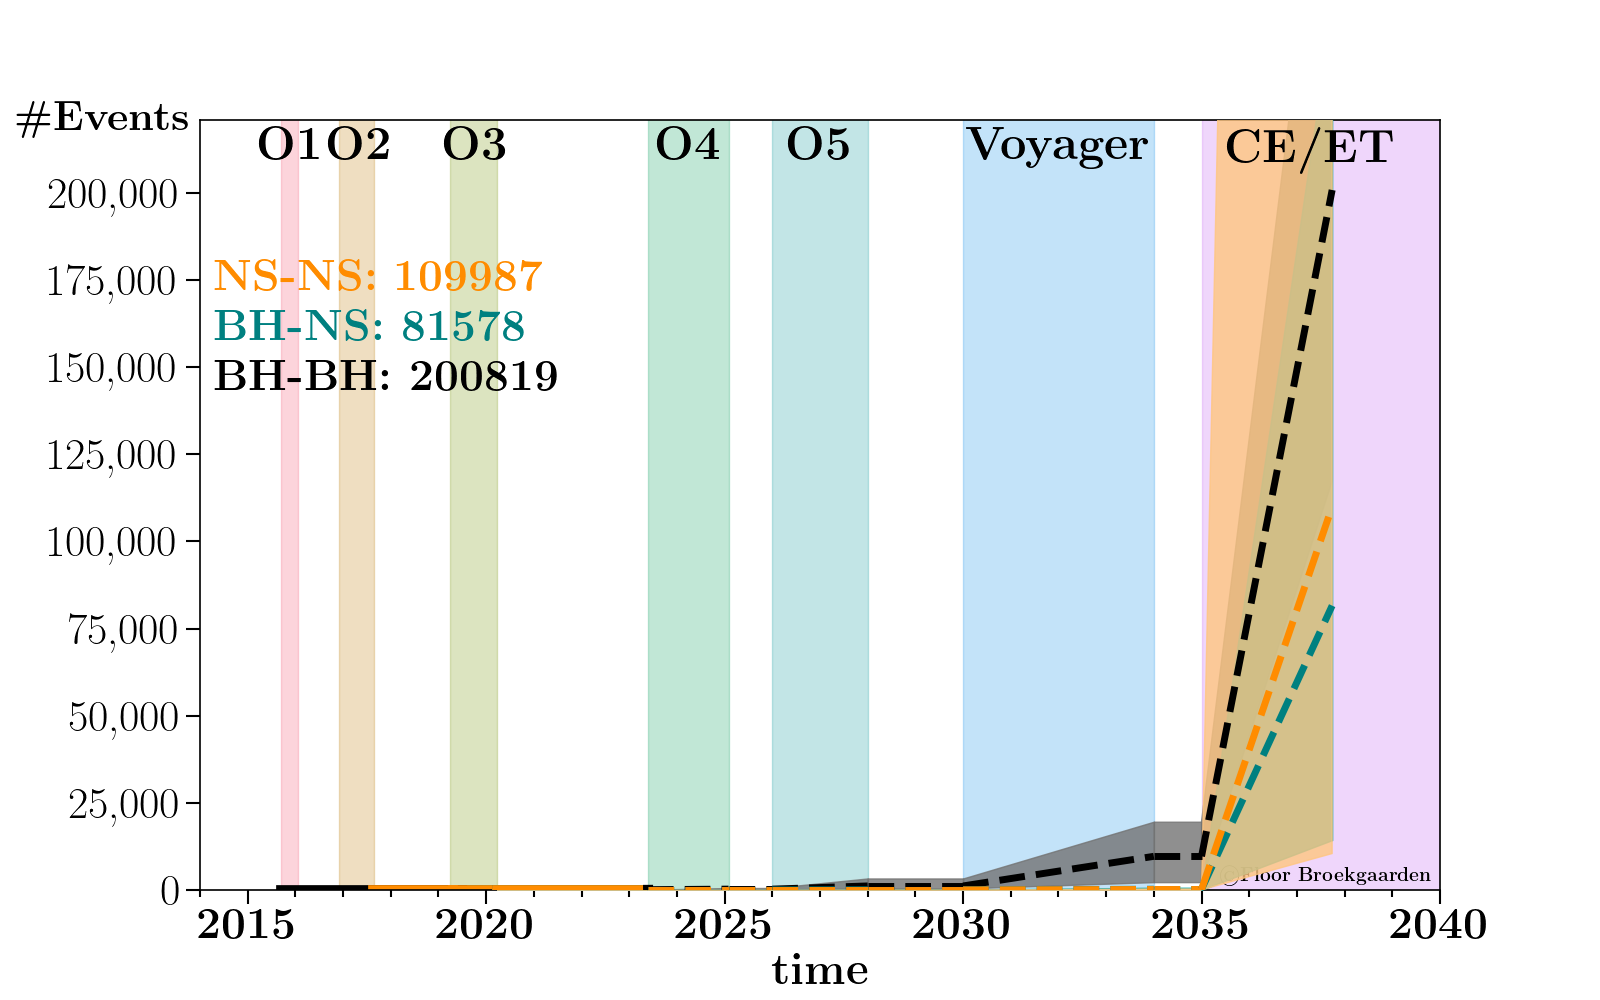 #Events
O1 O2 O3 O4 O5 Voyager CE/ET
200,000
175,000
150,000
125,000
100,000
75,000
50,000
25,000
0
NS-NS: 109987
BH-NS: 81578
BH-BH: 200819
©Floor Broekgaarden
2015 2020 2025 2030 2035 2040
time